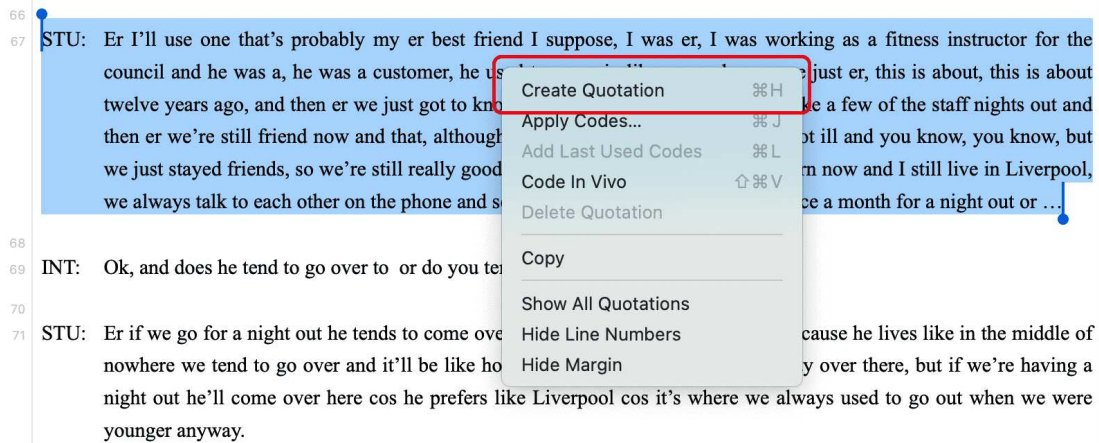 66
67 STU: Er I’ll use one that’s probably my er best friend I suppose, I was er, I was working as a fitness instructor for the
council and he was a, he was a customer, he just er, this is about, this is about
twelve years ago, and then er we just got to a few of the staff nights out and
then er we’re still friend now and that, ill and you know, you know, but
we just stayed friends, so we’re still really good now and I still live in Liverpool,
we always talk to each other on the phone and a month for a night out or …
68
69 INT: Ok, and does he tend to go over to or do you
70
71 STU: Er if we go for a night out he tends to come he lives like in the middle of
nowhere we tend to go over and it’ll be like over there, but if we’re having a
night out he’ll come over here cos he prefers like Liverpool cos it’s where we always used to go out when we were
younger anyway.
Create Quotation ⌘H
Apply Codes... ⌘J
Add Last Used Codes ⌘L
Code In Vivo ⇧⌘V
Delete Quotation
Copy
Show All Quotations
Hide Line Numbers
Hide Margin